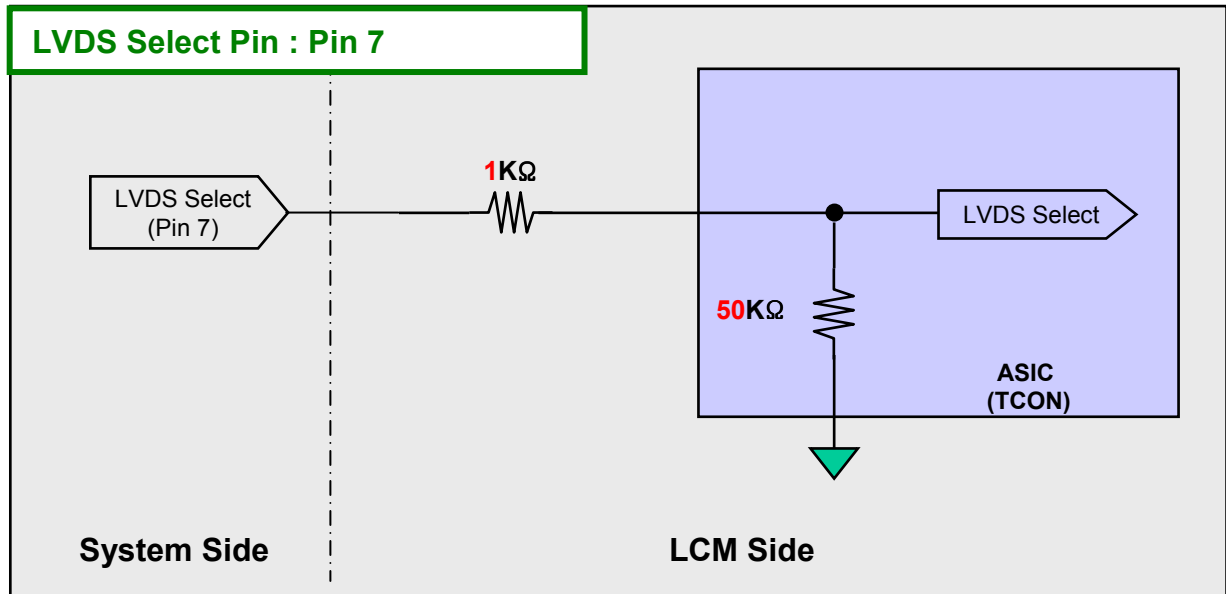 LVDS Select Pin : Pin 7
1KΩ
LVDS Select
(Pin 7)
LVDS Select
50KΩ
ASIC
(TCON)
System Side
LCM Side